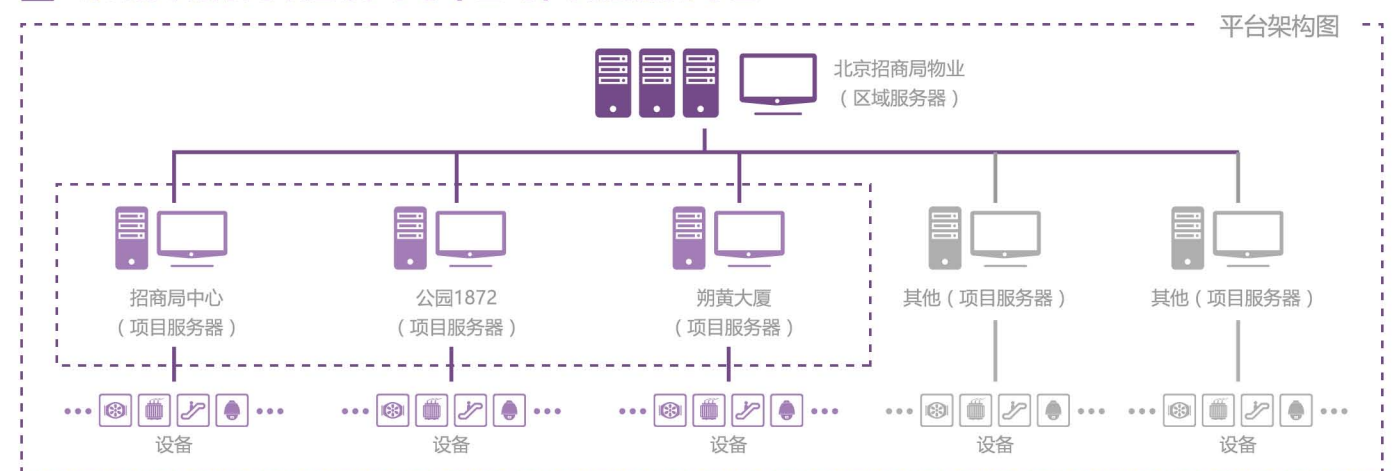 平台架构图
北京招商局物业
（区域服务器）
招商局中心
（项目服务器）
公园1872
（项目服务器）
朔黄大厦
（项目服务器）
其他（项目服务器）
其他（项目服务器）
设备
设备
设备
设备
设备